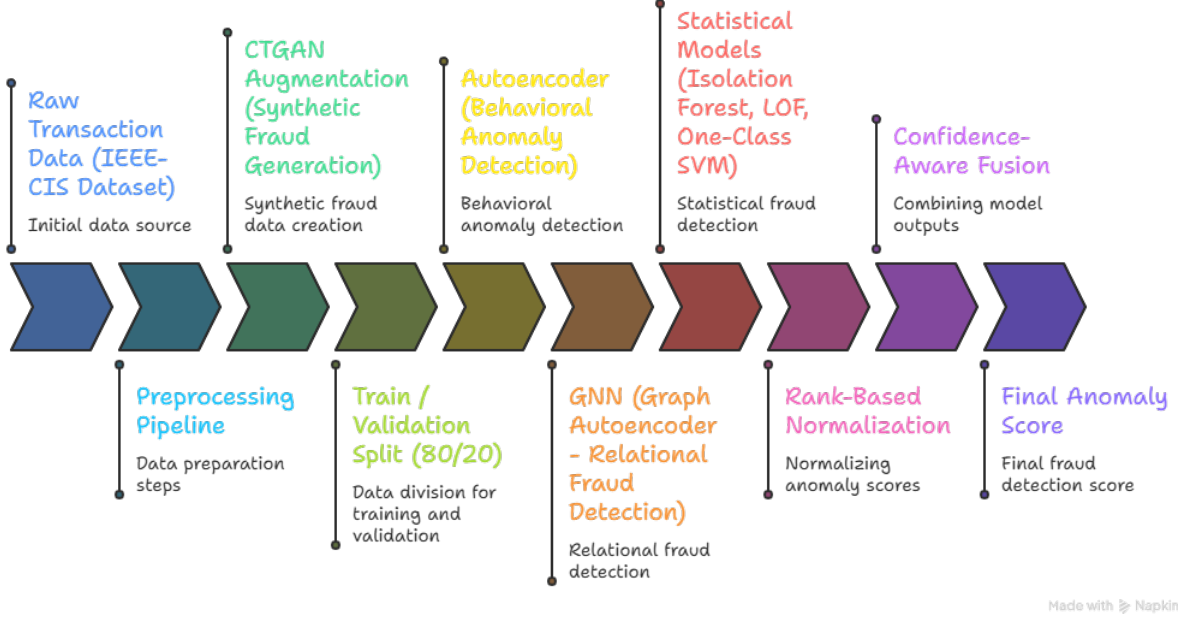 Raw
Transaction
Data (IEEE-
CIS Dataset)
Initial data source
Preprocessing
Pipeline
Data preparation
steps
CTGAN
Augmentation
(Synthetic
Fraud
Generation)
Synthetic fraud
data creation
Train /
Validation
Split (80/20)
Data division for
training and
validation
Autoencoder
(Behavioral
Anomaly
Detection)
Behavioral
anomaly detection
GNN (Graph
Autoencoder
- Relational
Fraud
Detection)
Relational fraud
detection
Statistical
Models
(Isolation
Forest, LOF,
One-Class
SVM)
Statistical fraud
detection
Rank-Based
Normalization
Normalizing
anomaly scores
Confidence-
Aware Fusion
Combining model
outputs
Final Anomaly
Score
Final fraud
detection score
Made with Napkin